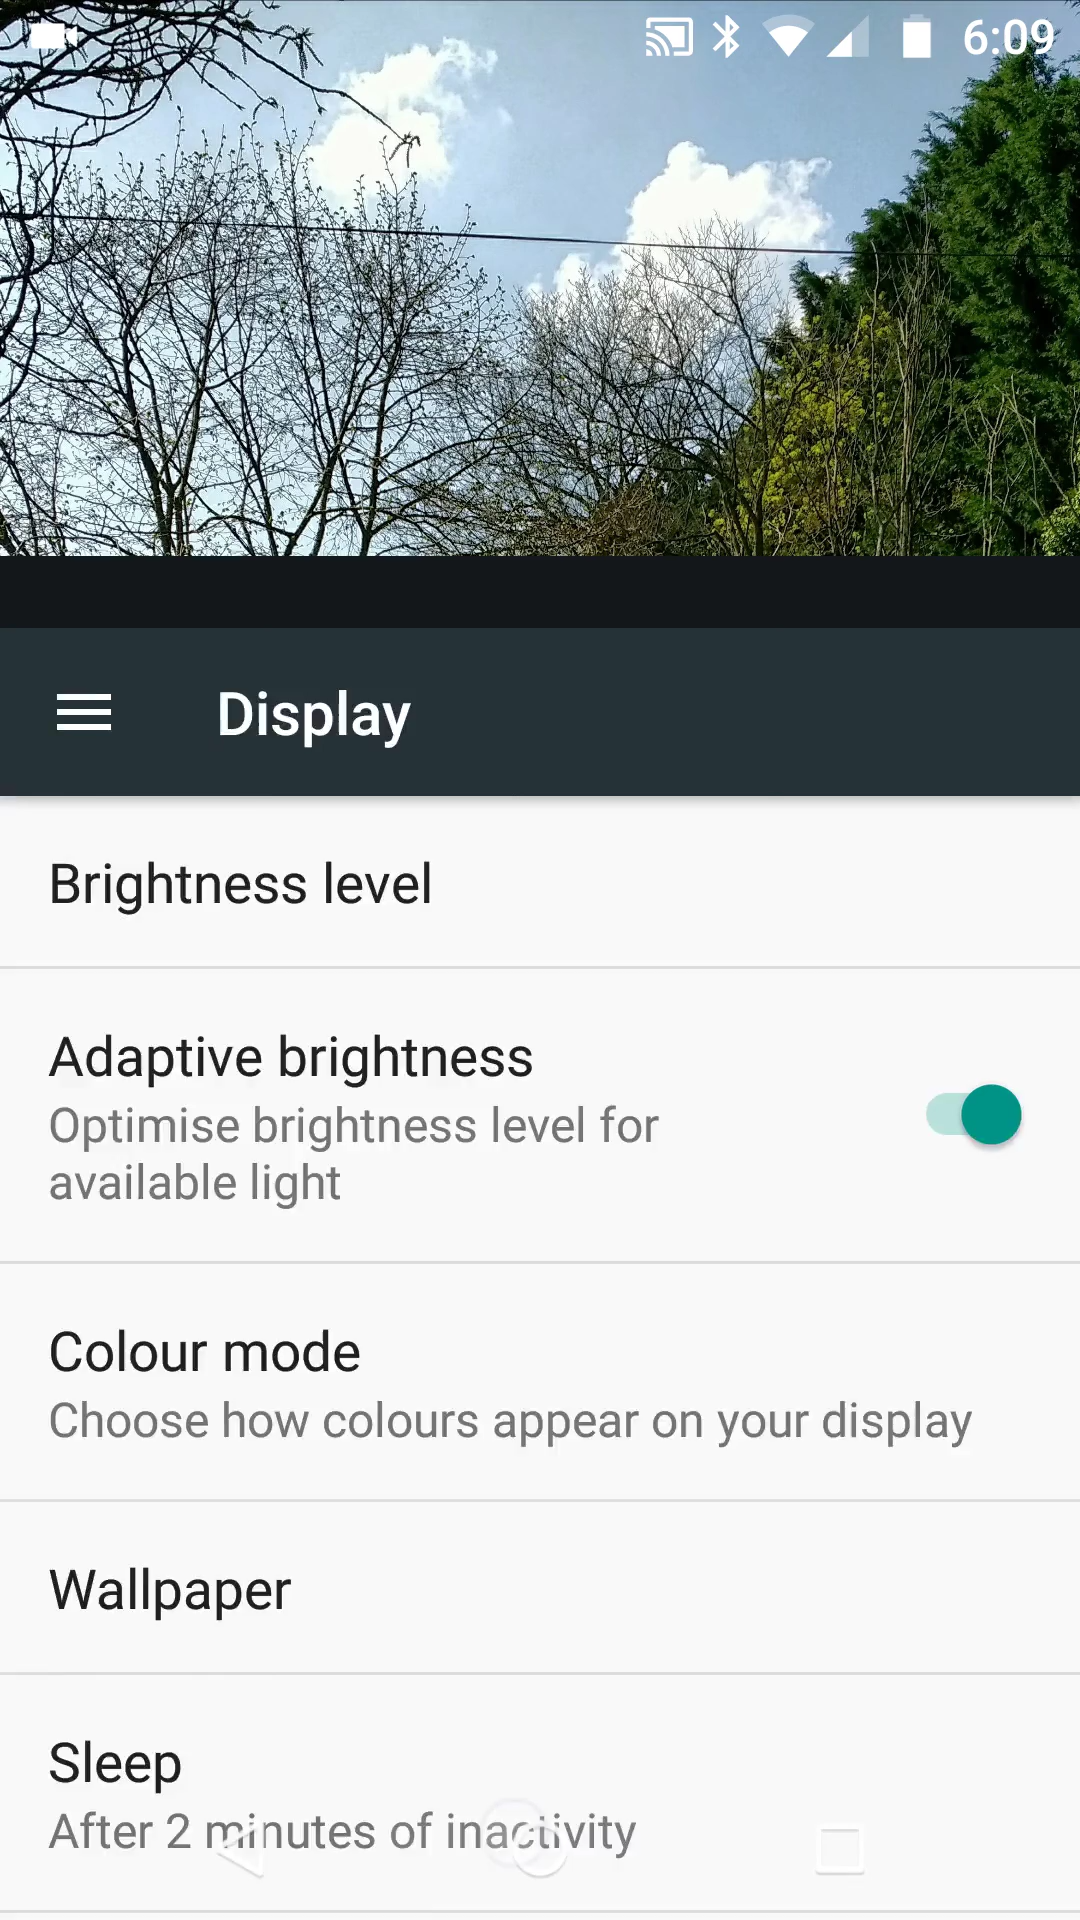 6:09
Display
Brightness level
Adaptive brightness
Optimise brightness level for
available light
Colour mode
Choose how colours appear on your display
Wallpaper
Sleep
After 2 minutes of inactivity